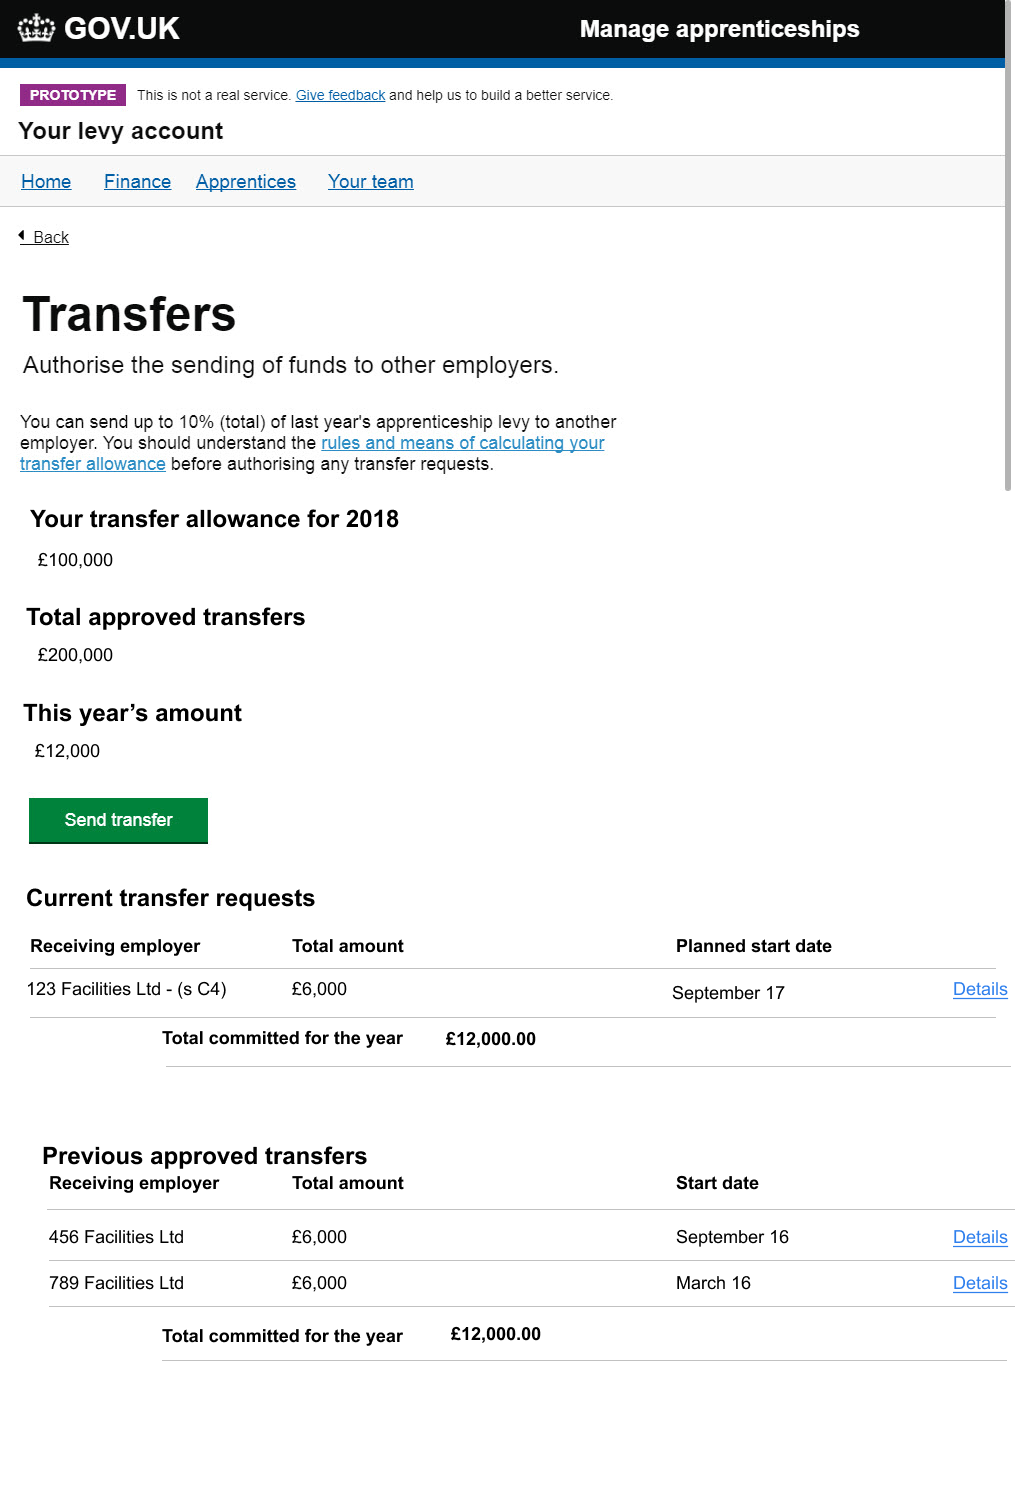 GOV.UK
Manage apprenticeships
PROTOTYPE This is not a real service. Give feedback and help us to build a better service.
Your levy account
Home Finance Apprentices Your team
Back
Transfers
Authorise the sending of funds to other employers.
You can send up to 10% (total) of last year's apprenticeship levy to another
employer. You should understand the rules and means of calculating your
transfer allowance before authorising any transfer requests.
Your transfer allowance for 2018
£100,000
Total approved transfers
£200,000
This year’s amount
£12,000
Send transfer
Current transfer requests
Receiving employer Total amount Planned start date
123 Facilities Ltd - (s C4) £6,000 September 17 Details
Total committed for the year £12,000.00
Previous approved transfers
Receiving employer Total amount Start date
456 Facilities Ltd £6,000 September 16 Details
789 Facilities Ltd £6,000 March 16 Details
Total committed for the year £12,000.00